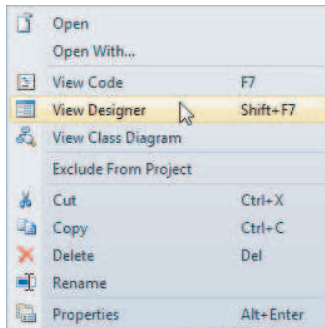 Open
Open With...
View Code F7
View Designer Shift+F7
View Class Diagram
Exclude From Project
Cut Ctrl+X
Copy Ctrl+C
Delete Del
Rename
Properties Alt+Enter